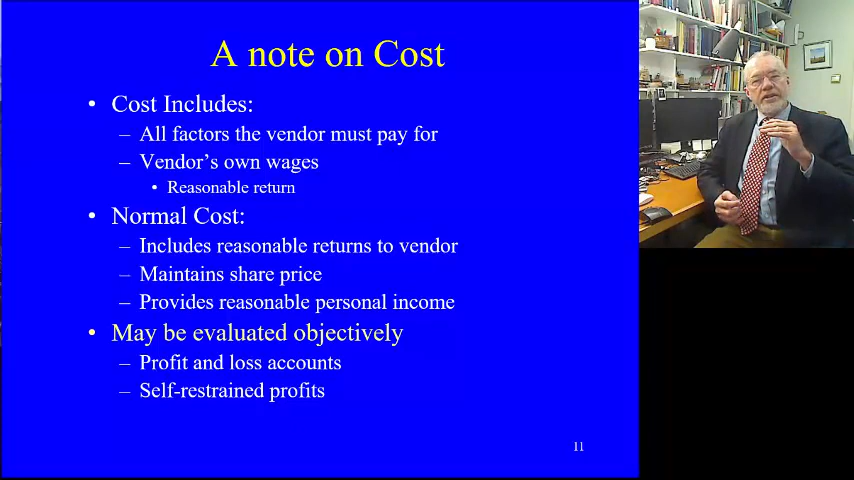 A note on Cost
• Cost Includes:
– All factors the vendor must pay for
– Vendor's own wages
• Reasonable return
• Normal Cost:
– Includes reasonable returns to vendor
– Maintains share price
– Provides reasonable personal income
• May be evaluated objectively
– Profit and loss accounts
– Self-restrained profits
11